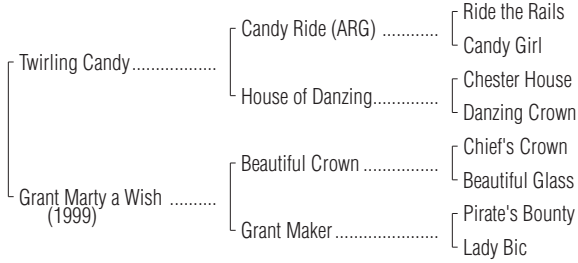 Ride the Rails
Candy Ride (ARG) ............
Candy Girl
Twirling Candy..................
Chester House
House of Danzing..............
Danzing Crown
Chief's Crown
Beautiful Crown ................
Beautiful Glass
Grant Marty a Wish ..........
(1999)
Pirate's Bounty
Grant Maker......................
Lady Bic